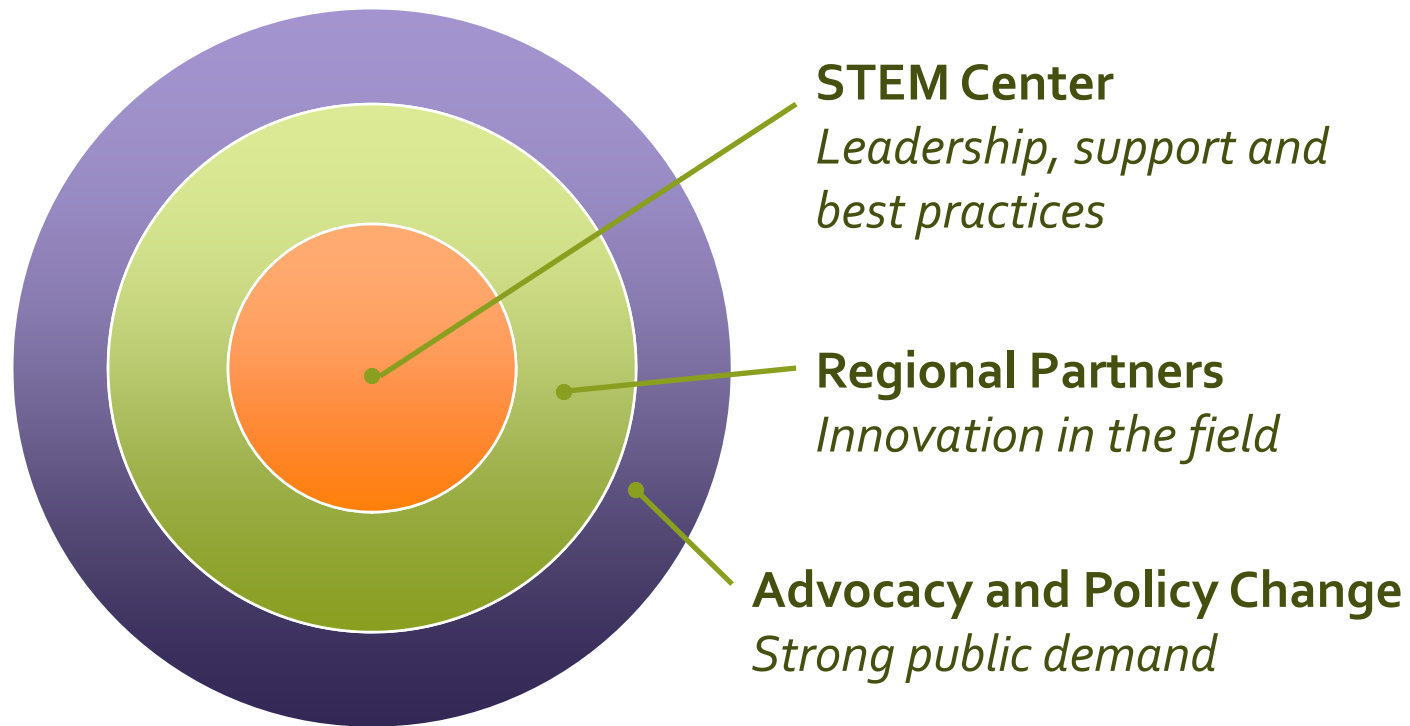 STEM Center
Leadership, support and
best practices
Regional Partners
Innovation in the field
Advocacy and Policy Change
Strong public demand